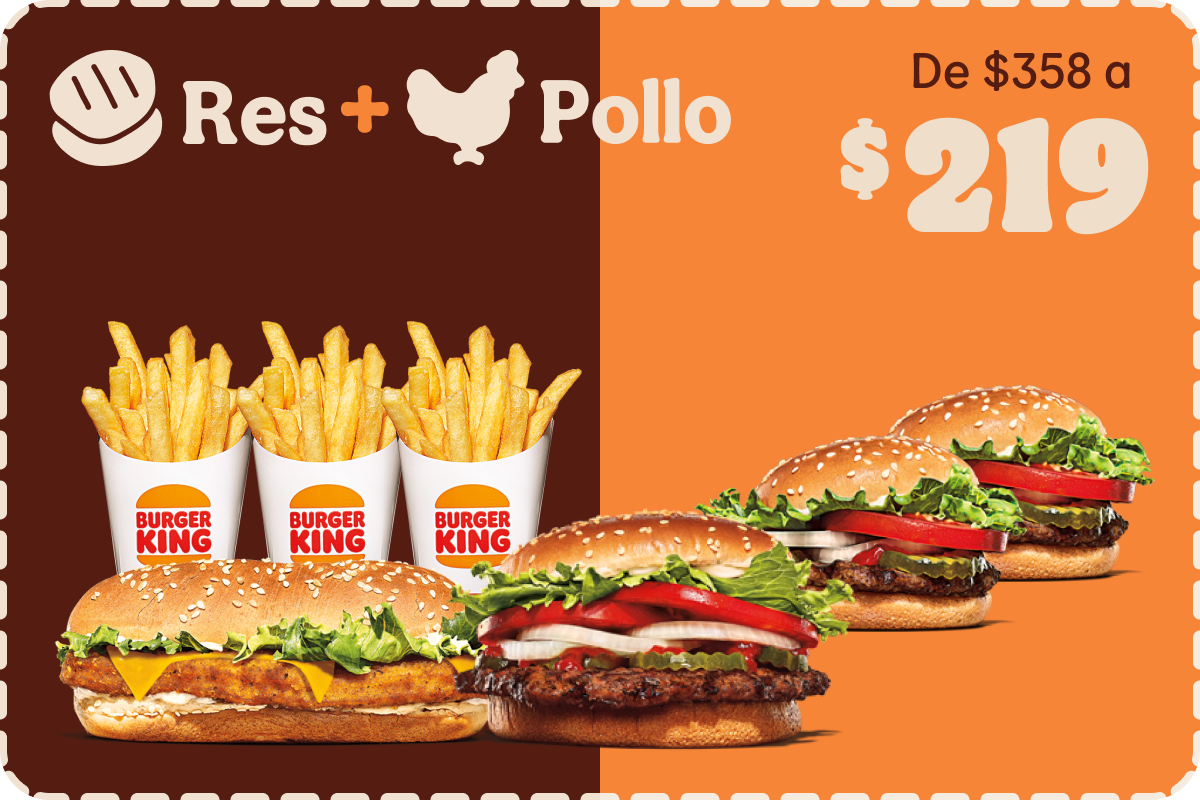 Res + Pollo
De $358 a
$219
BURGER
KING
BURGER
KING
BURGER
KING